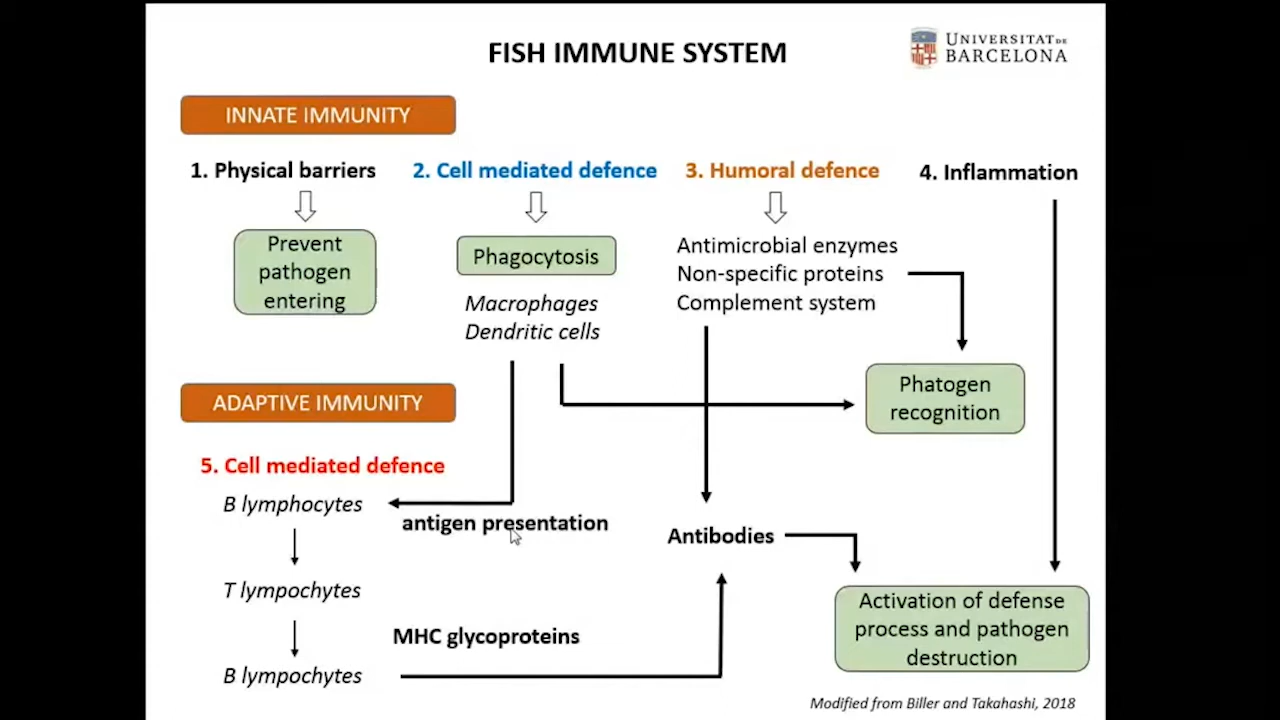 FISH IMMUNE SYSTEM
UNIVERSITAT DE
BARCELONA
INNATE IMMUNITY
1. Physical barriers
2. Cell mediated defence
3. Humoral defence
4. Inflammation
Prevent
pathogen
entering
Phagocytosis
Macrophages
Dendritic cells
Antimicrobial enzymes
Non-specific proteins
Complement system
Phatogen
recognition
ADAPTIVE IMMUNITY
5. Cell mediated defence
B lymphocytes
antigen presentation
T lympochytes
MHC glycoproteins
B lympochytes
Antibodies
Activation of defense
process and pathogen
destruction
Modified from Biller and Takahashi, 2018